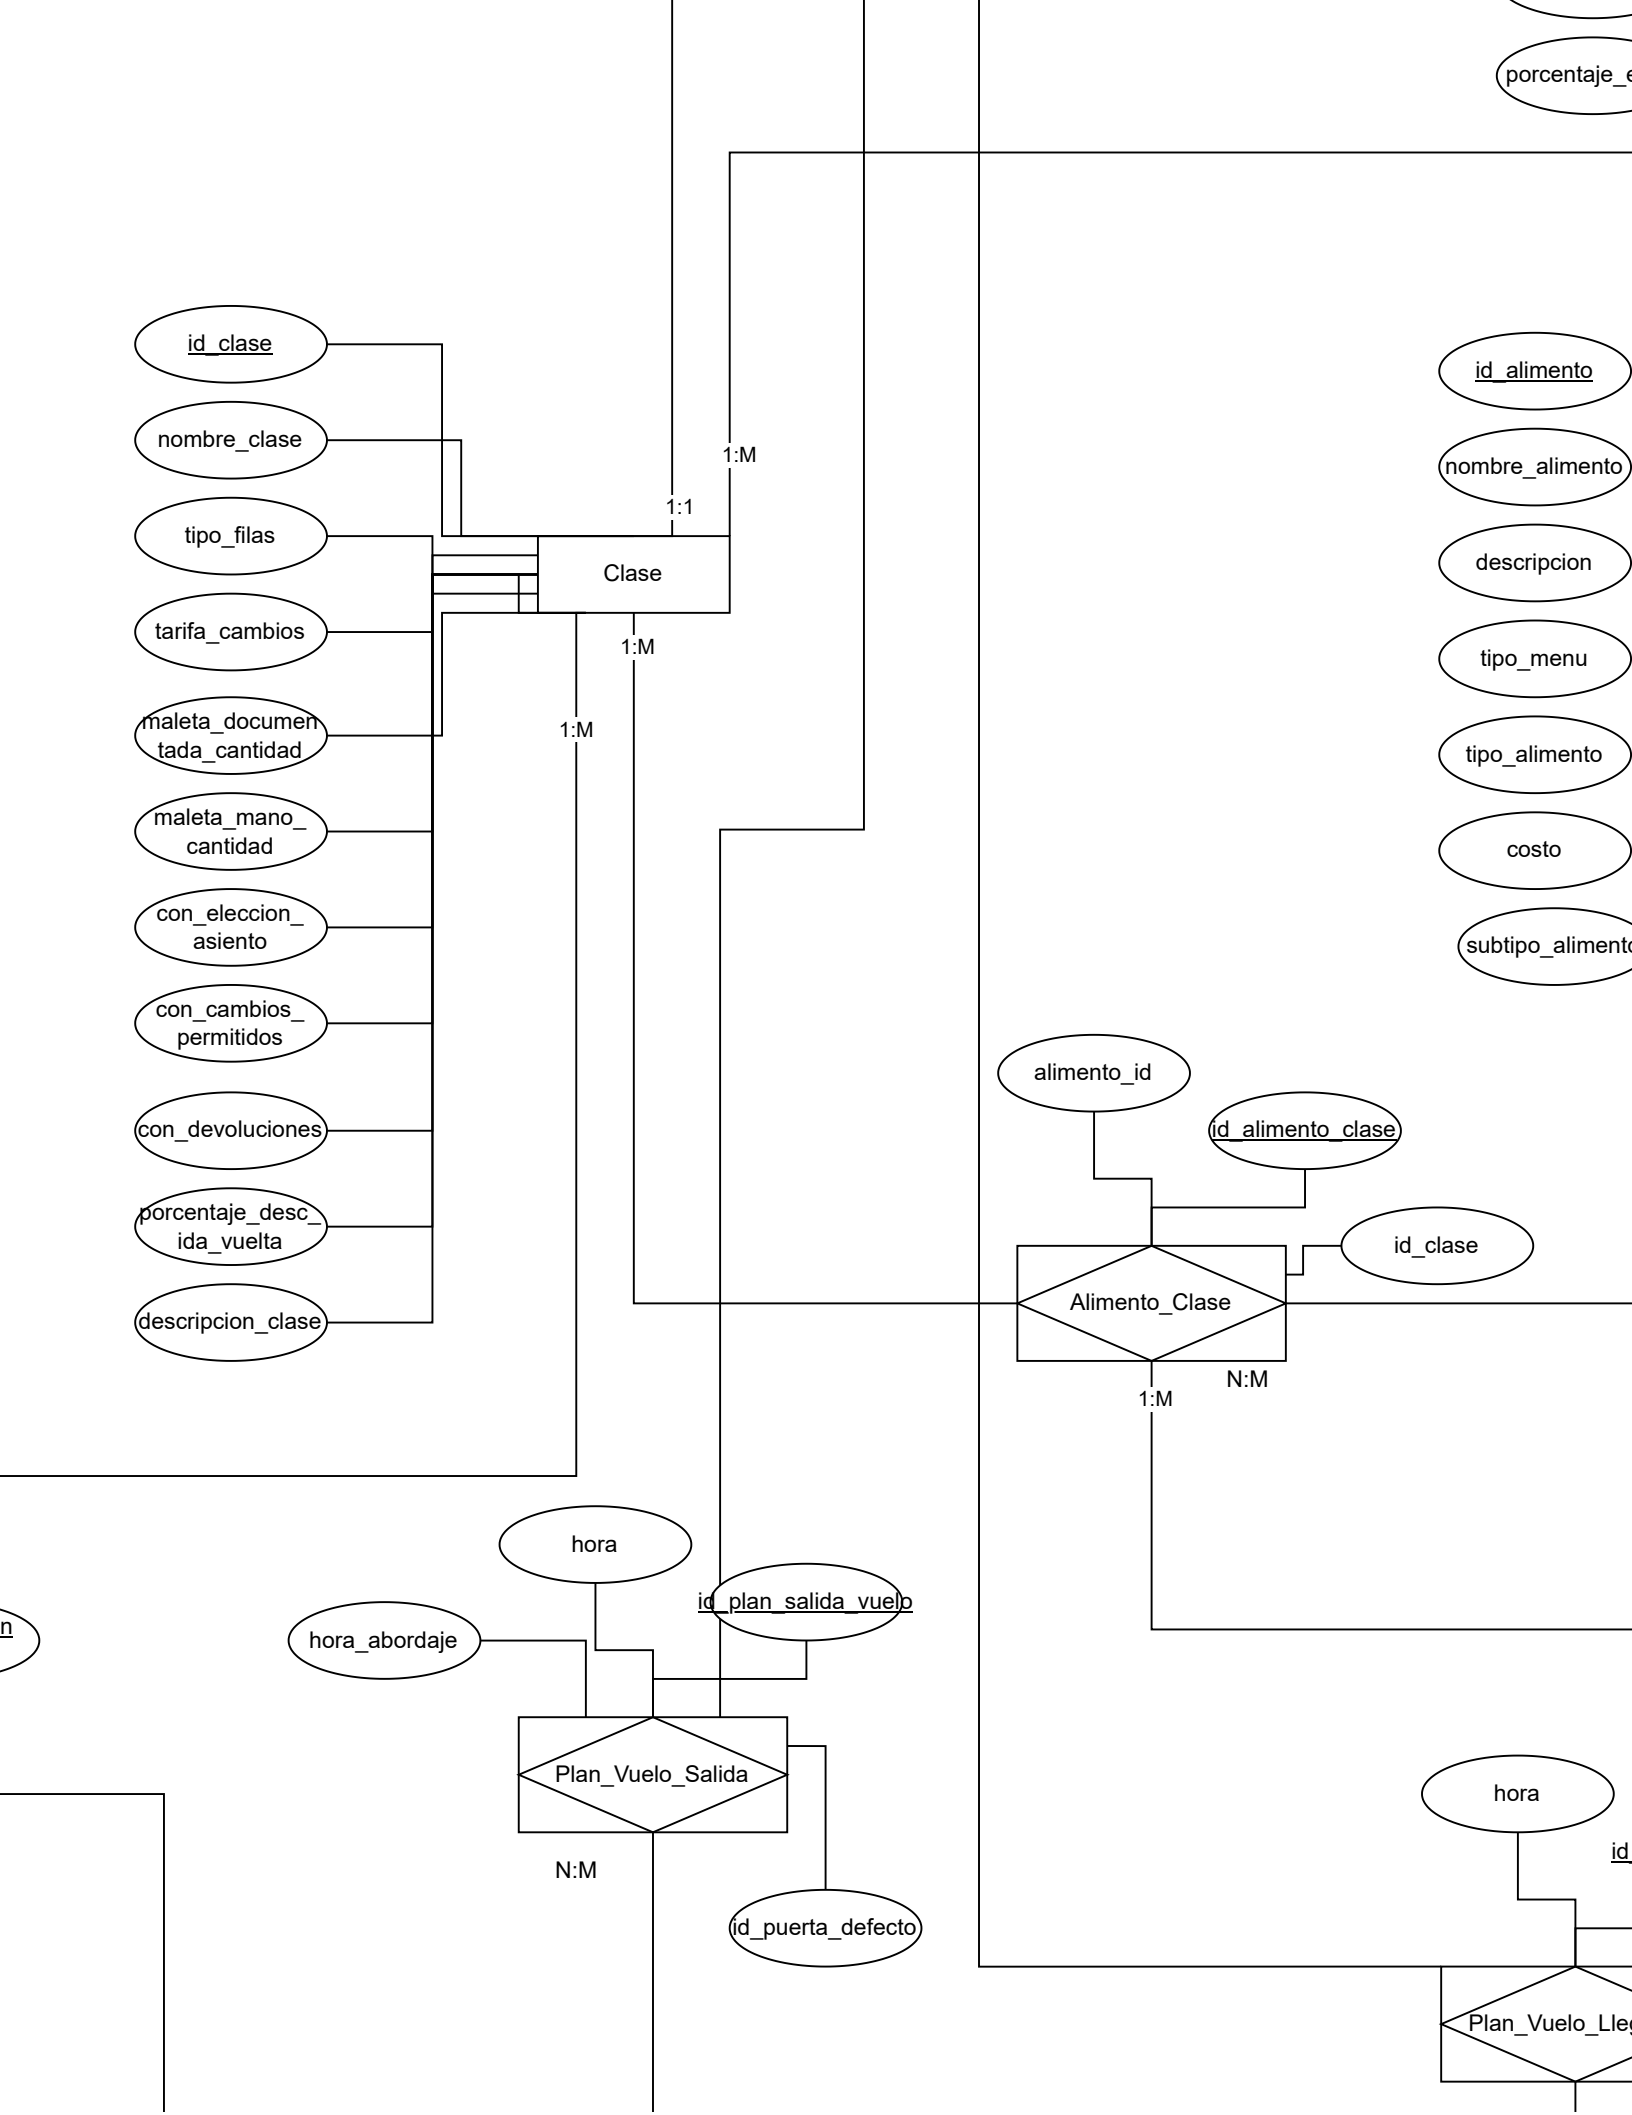 porcentaje_e
id_clase
nombre_clase
tipo_filas
tarifa_cambios
maleta_documen
tada_cantidad
maleta_mano_
cantidad
con_eleccion_
asiento
con_cambios_
permitidos
con_devoluciones
porcentaje_desc_
ida_vuelta
descripcion_clase
1:M
1:1
Clase
1:M
1:M
id_alimento
nombre_alimento
descripcion
tipo_menu
tipo_alimento
costo
subtipo_alimento
alimento_id
id_alimento_clase
id_clase
Alimento_Clase
N:M
1:M
hora
id_plan_salida_vuelo
hora_abordaje
n
Plan_Vuelo_Salida
N:M
id_puerta_defecto
hora
id_
Plan_Vuelo_Lleg